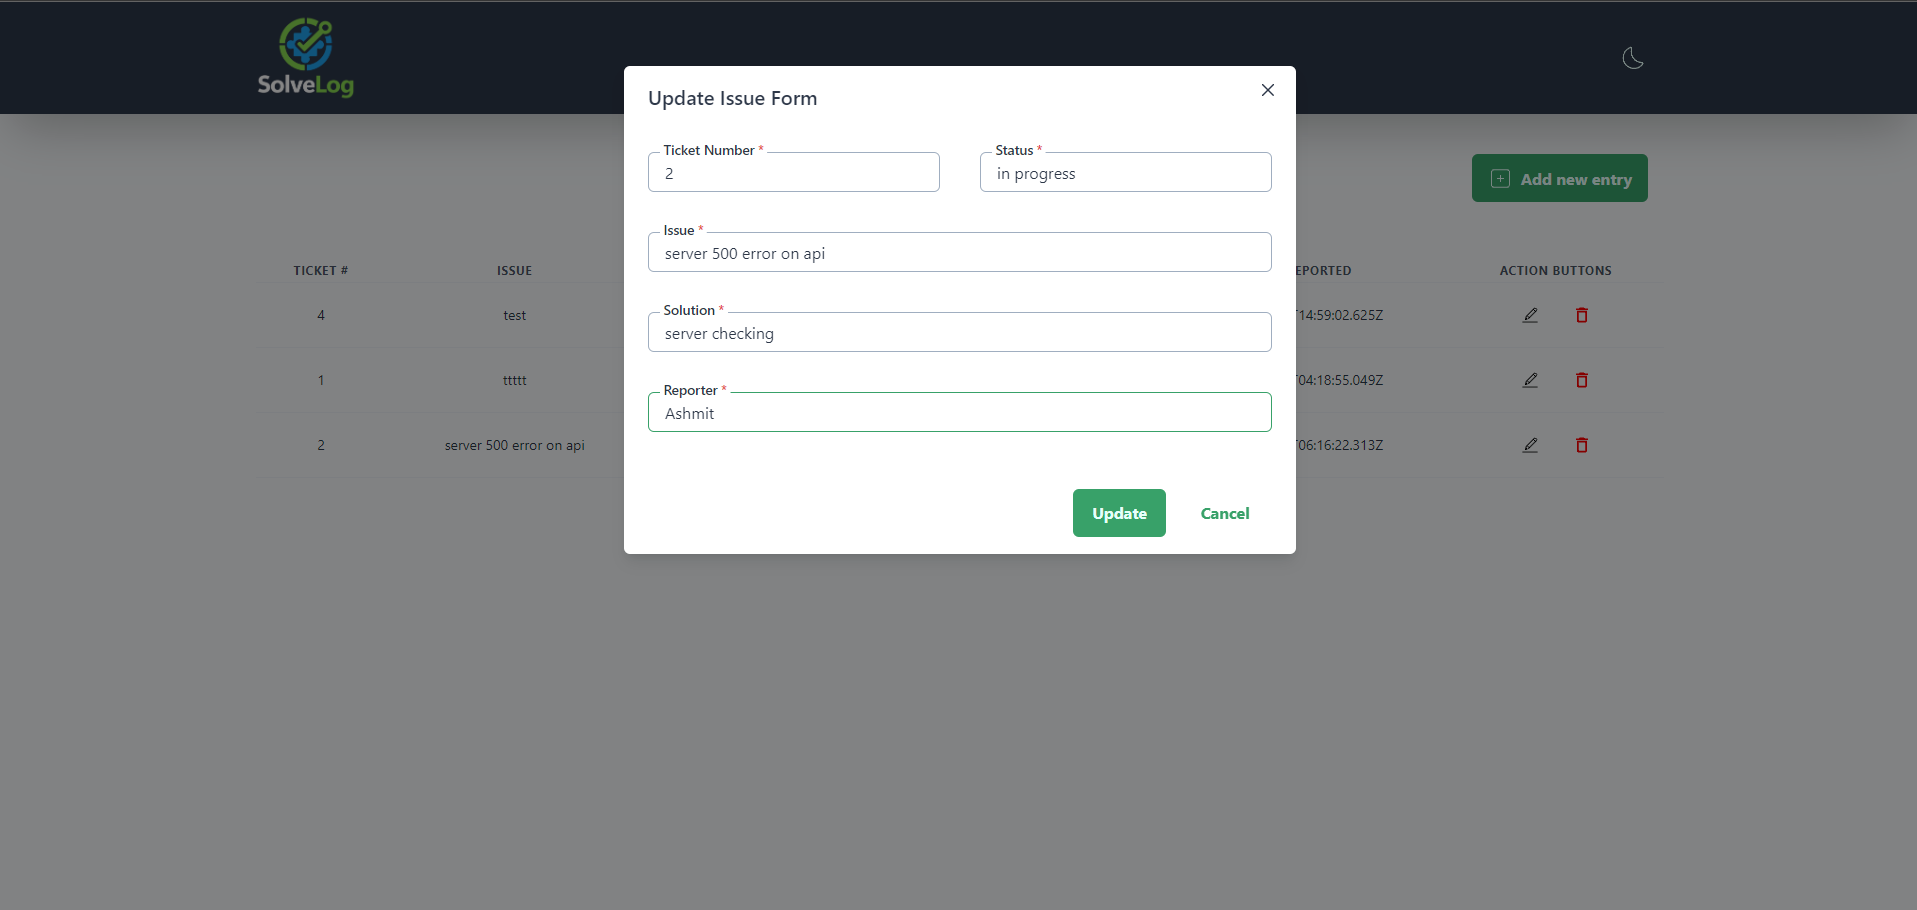 SolveLog
Update Issue Form
Ticket Number *
2
Status *
in progress
Issue *
server 500 error on api
Solution *
server checking
Reporter *
Ashmit
Update
Cancel
Add new entry
TICKET # ISSUE EPORTED ACTION BUTTONS
4 test T14:59:02.625Z
1 ttttt T04:18:55.049Z
2 server 500 error on api T06:16:22.313Z